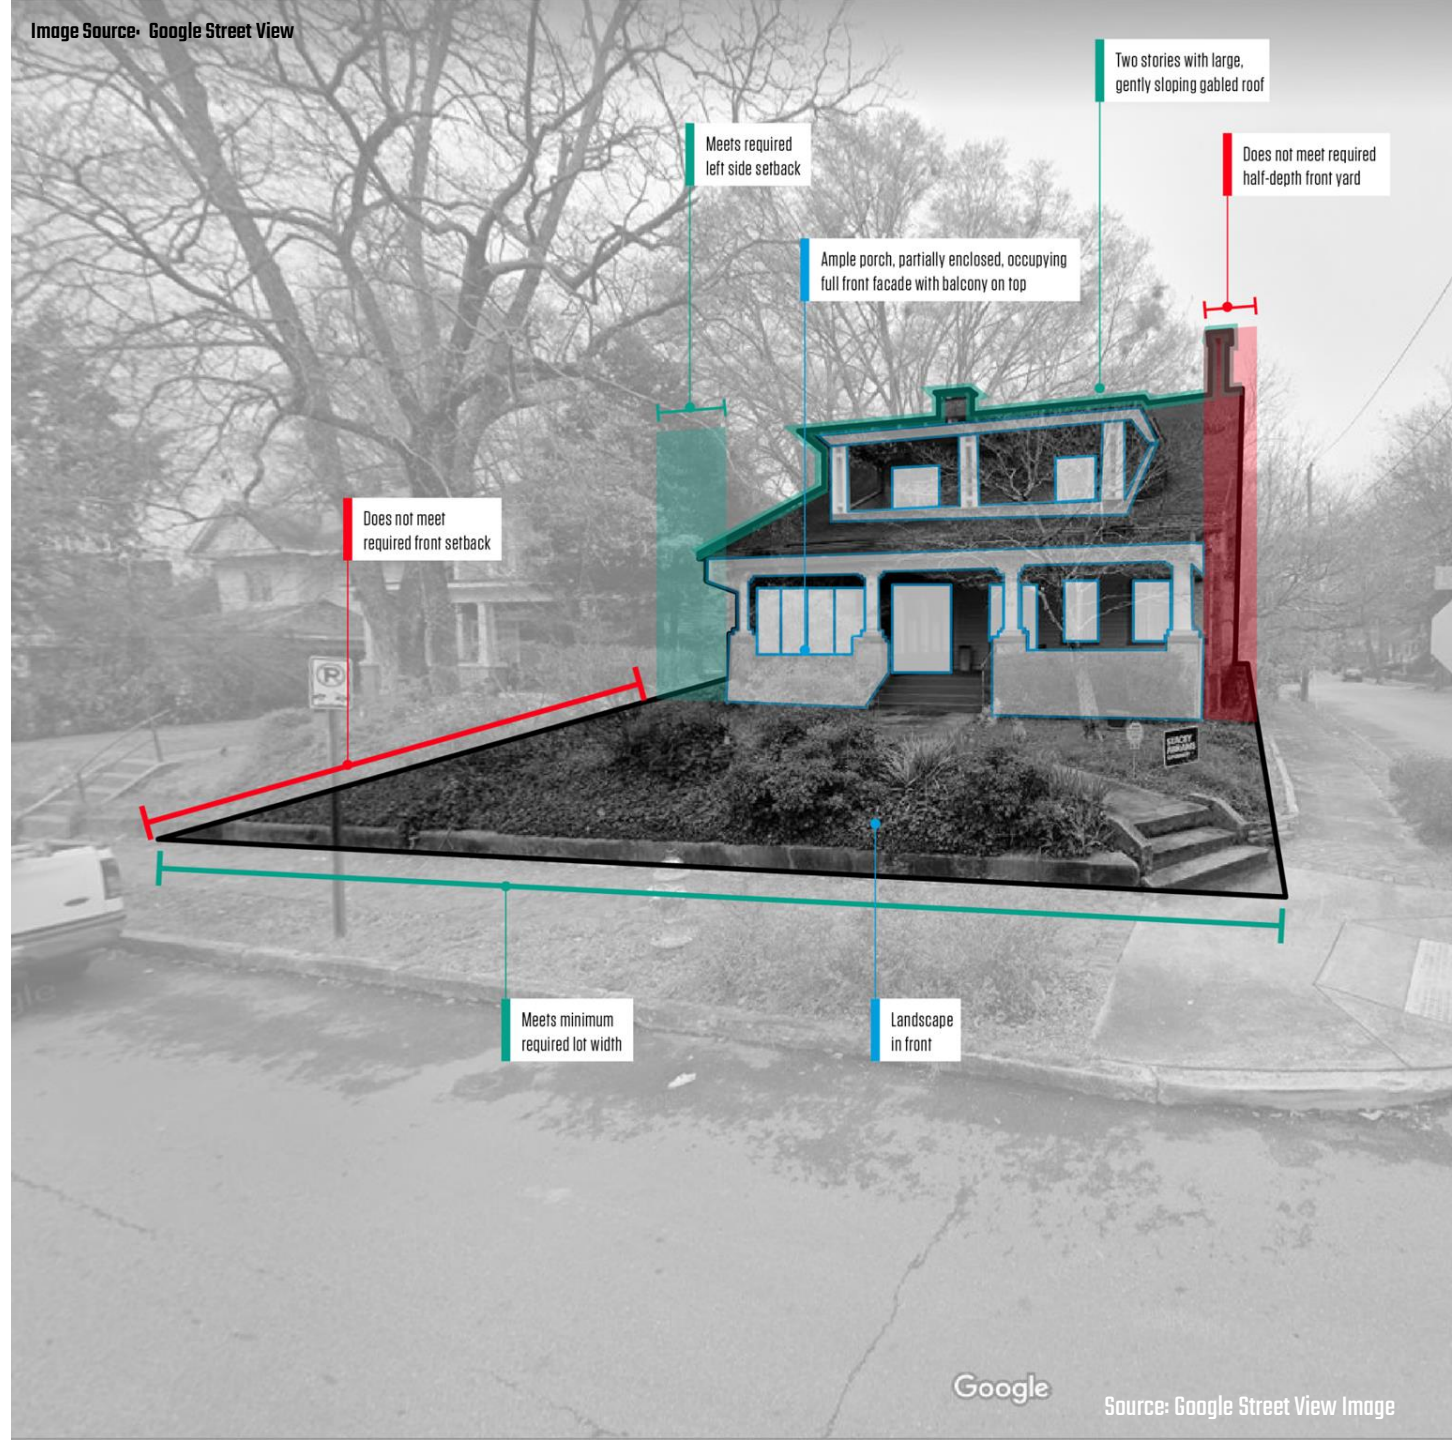 Image Source: Google Street View
Two stories with large,
gently sloping gabled roof
Meets required
left side setback
Does not meet required
half-depth front yard
Ample porch, partially enclosed, occupying
full front facade with balcony on top
Does not meet
required front setback
P
STACEY
ABRAMS
Meets minimum
required lot width
Landscape
in front
Google
Source: Google Street View Image